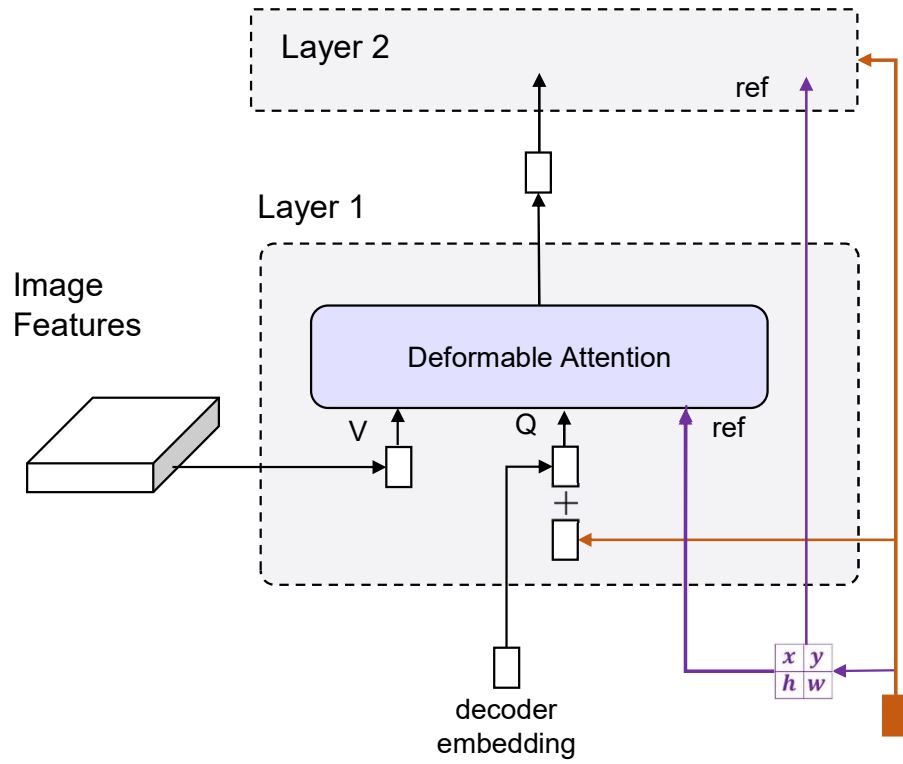 Layer 2
ref
Layer 1
Image
Features
Deformable Attention
V
Q
ref
+
x y
h w
decoder
embedding